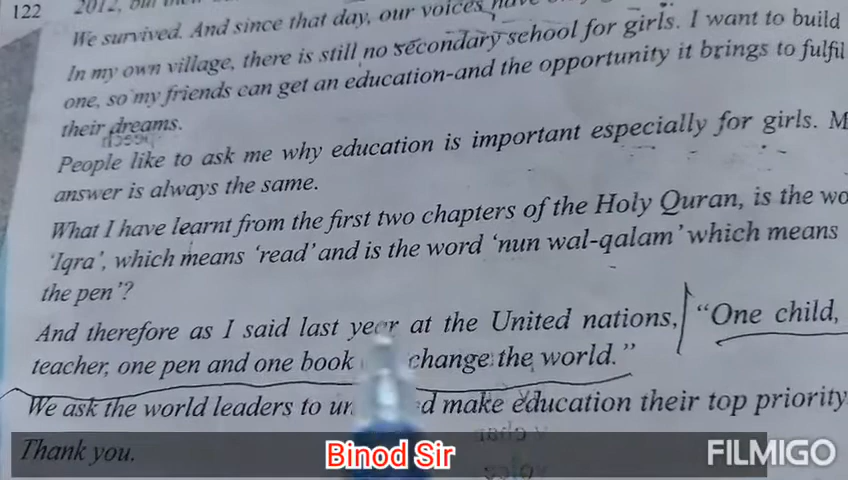 122 2012,
We survived. And since that day, our voices have
In my own village, there is still no secondary school for girls. I want to build
one, so my friends can get an education-and the opportunity it brings to fulfil
their dreams.
People like to ask me why education is important especially for girls. M
answer is always the same.
What I have learnt from the first two chapters of the Holy Quran, is the wo
'Iqra', which means 'read' and is the word 'nun wal-qalam' which means
the pen'?
And therefore as I said last year at the United nations, "One child,
teacher, one pen and one book change the world."
We ask the world leaders to un d make education their top priority
Thank you.
Binod Sir
FILMIGO